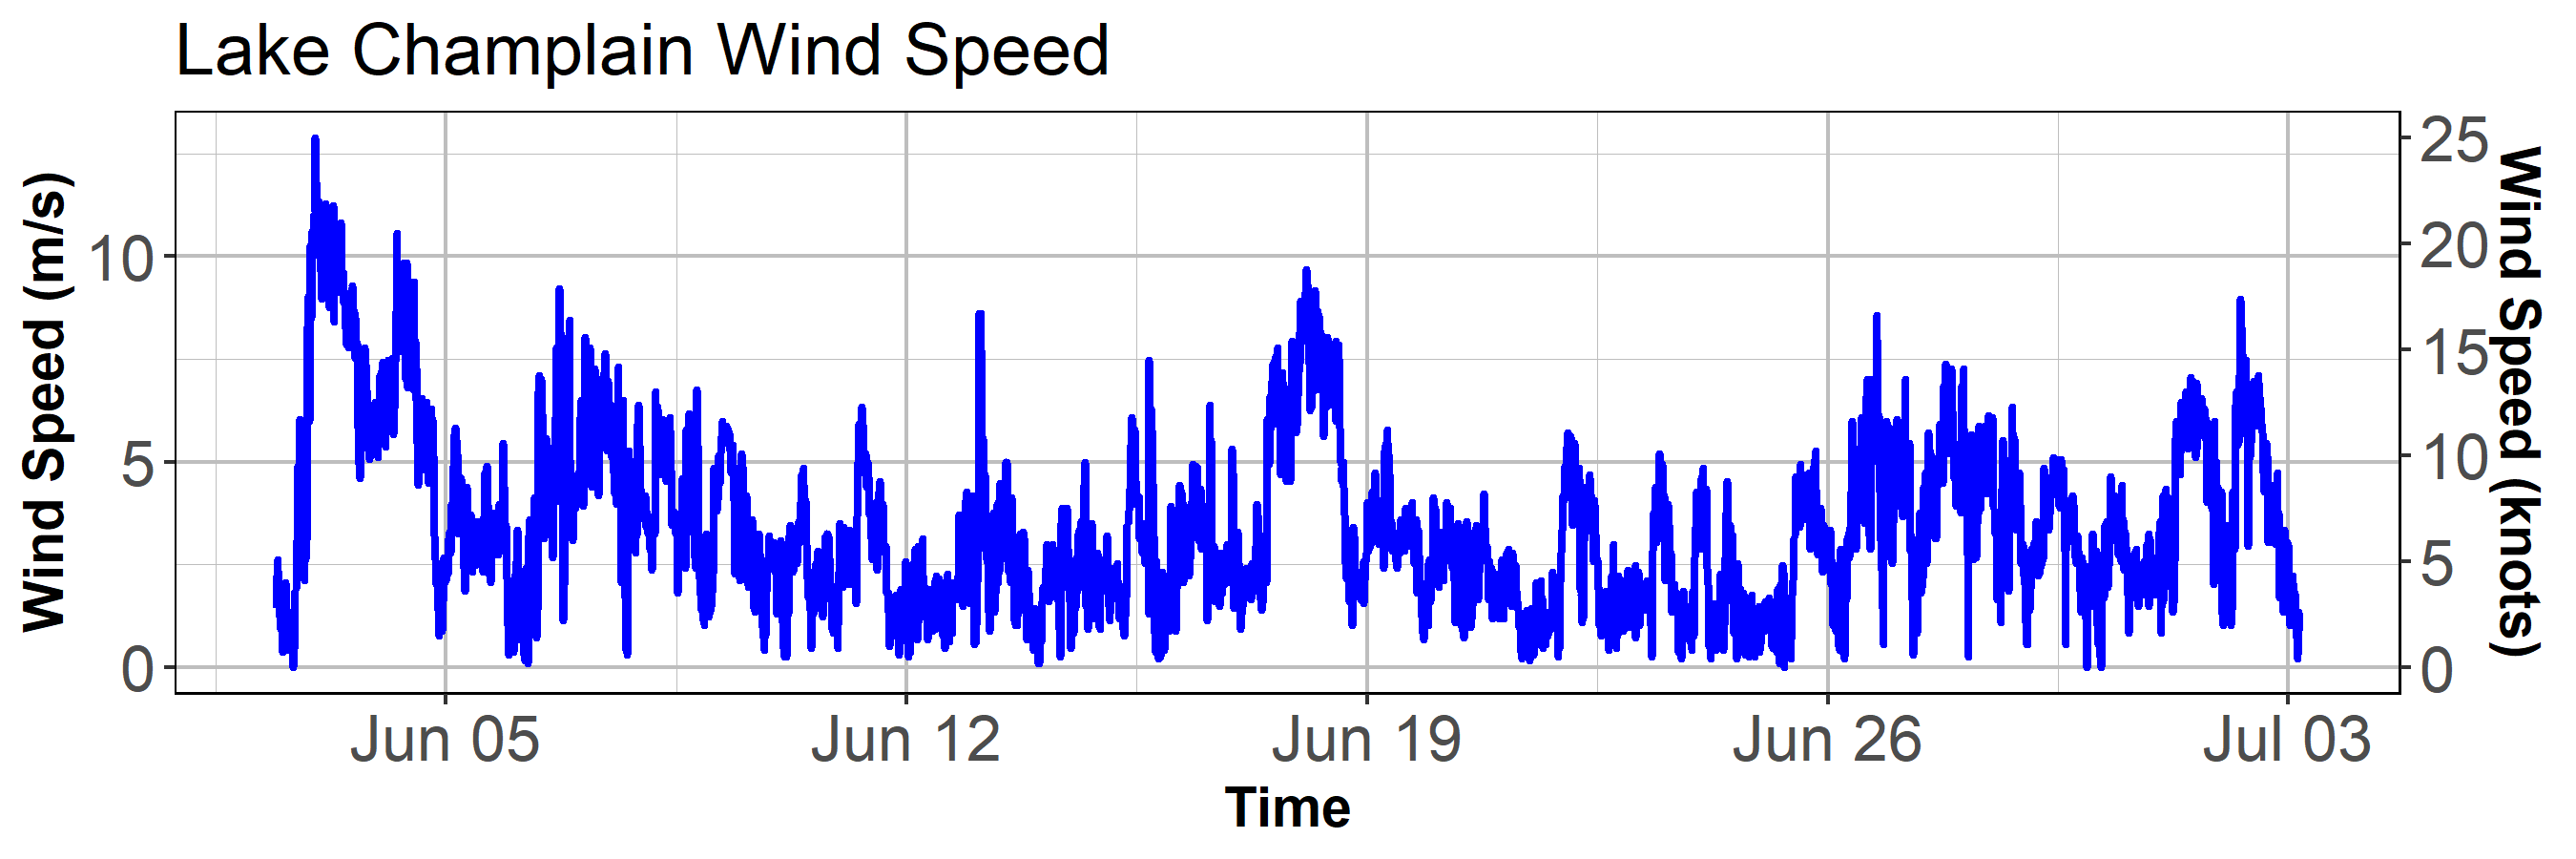 Lake Champlain Wind Speed
Wind Speed (m/s)
10
5
0
25
20
15
10
5
0
Wind Speed (knots)
Jun 05
Jun 12
Jun 19
Jun 26
Jul 03
Time